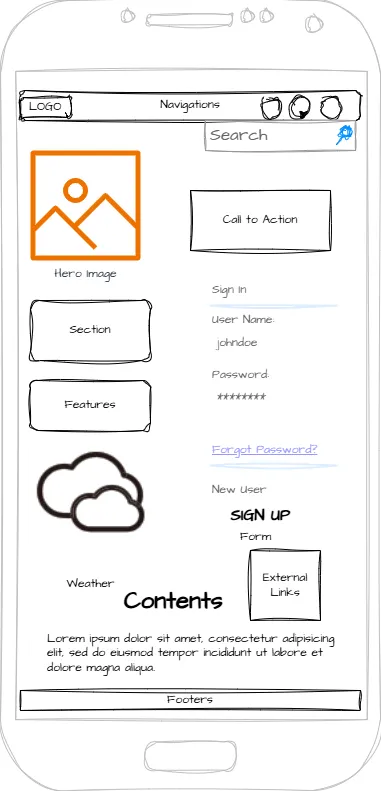 LOGO
Navigations
Search
Call to Action
Hero Image
Sign In
User Name:
johndoe
Password:
********
Section
Features
Forgot Password?
New User
SIGN UP
Form
External
Links
Weather
Contents
Lorem ipsum dolor sit amet, consectetur adipisicing
elit, sed do eiusmod tempor incididunt ut labore et
dolore magna aliqua.
Footers